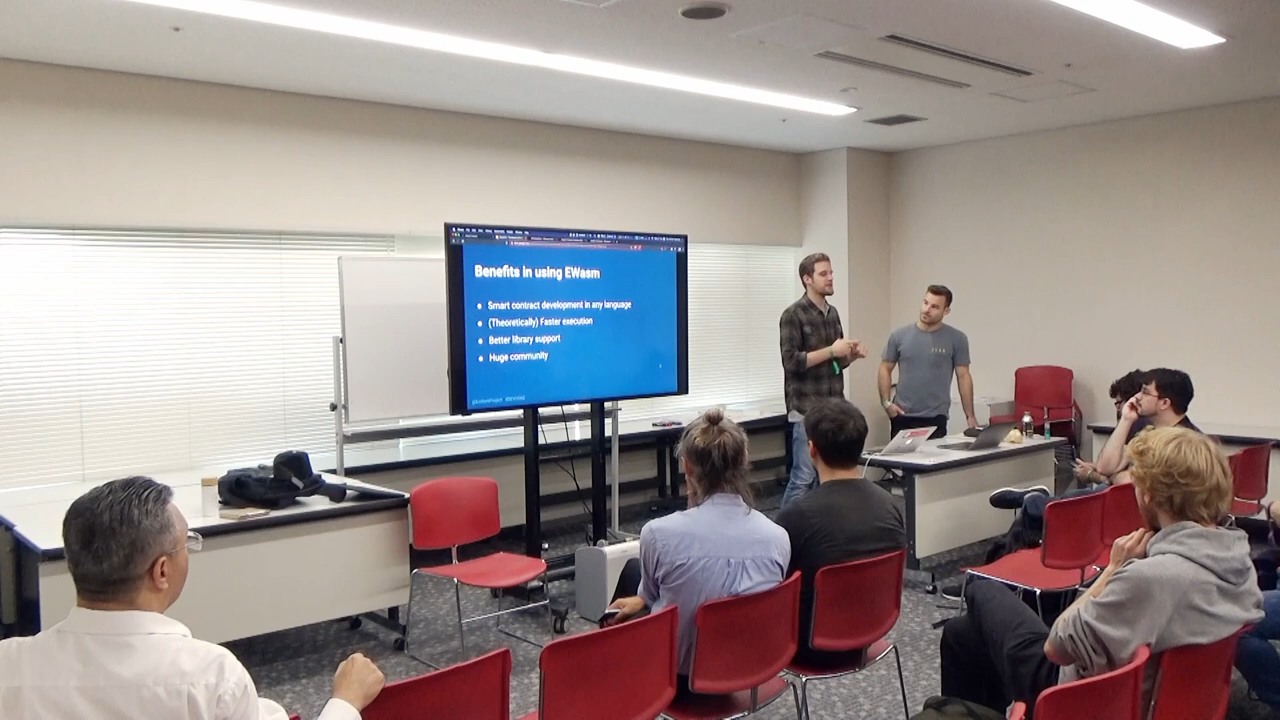 Benefits in using EWasm
● Smart contract development in any language
● (Theoretically) Faster execution
● Better library support
● Huge community